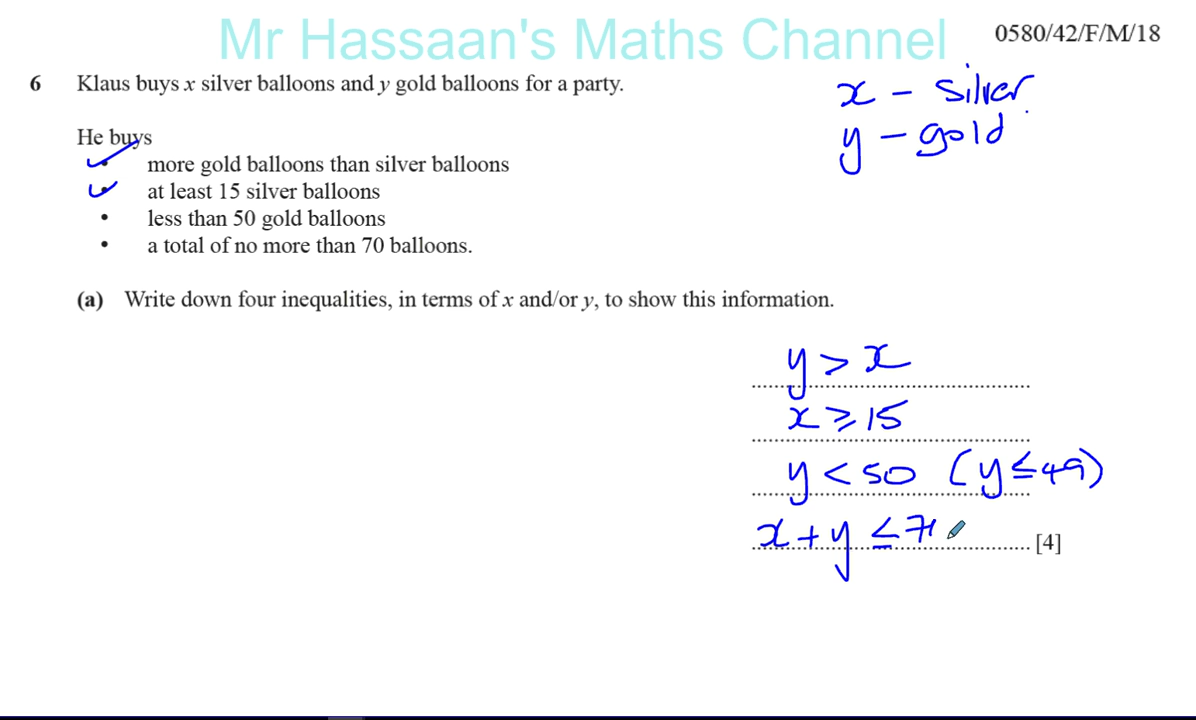 Mr Hassaan's Maths Channel
0580/42/F/M/18
6 Klaus buys x silver balloons and y gold balloons for a party.
x - silver
y - gold
He buys
• more gold balloons than silver balloons
• at least 15 silver balloons
• less than 50 gold balloons
• a total of no more than 70 balloons.
(a) Write down four inequalities, in terms of x and/or y, to show this information.
y > x
x ≥ 15
y < 50 (y ≤ 49)
x + y ≤ 7
[4]